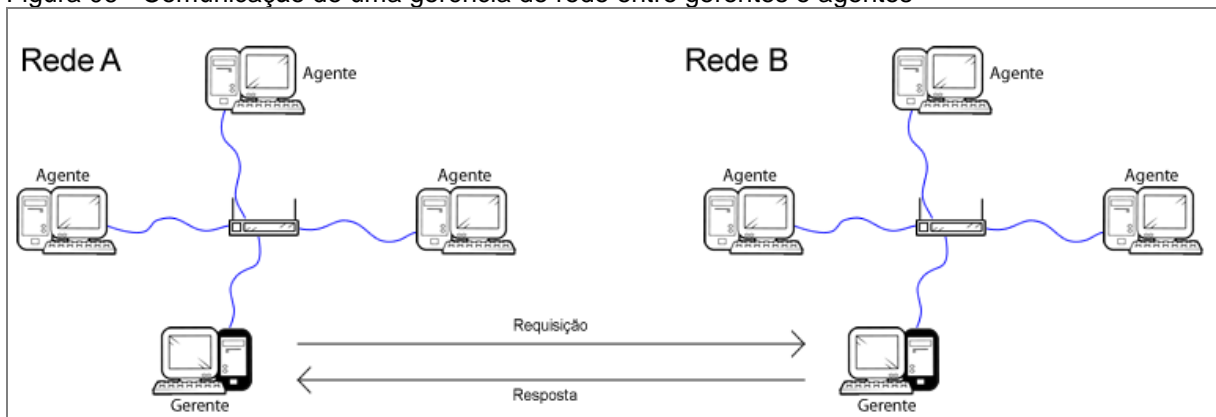 Rede A
Agente
Rede B
Agente
Agente
Agente
Agente
Agente
Requisição
Resposta
Gerente
Gerente